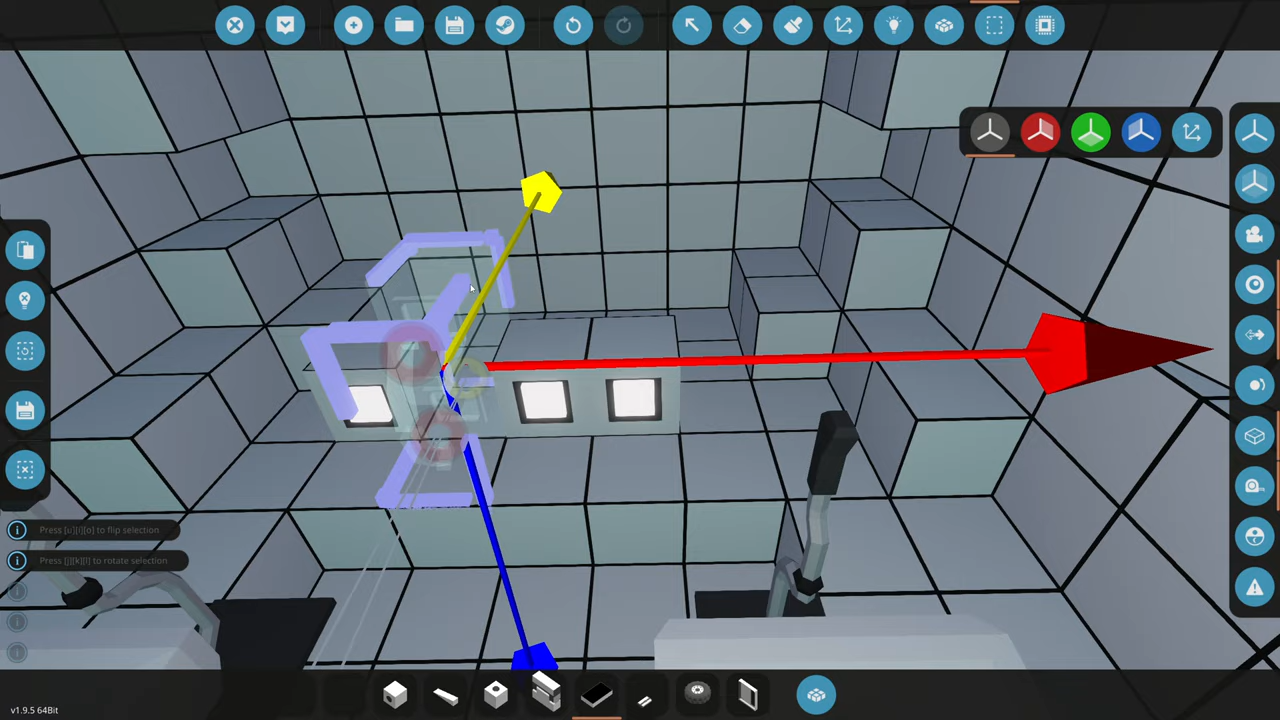 Press [u][i][o] to flip selection
Press [j][k][l] to rotate selection
v1.9.5 64Bit